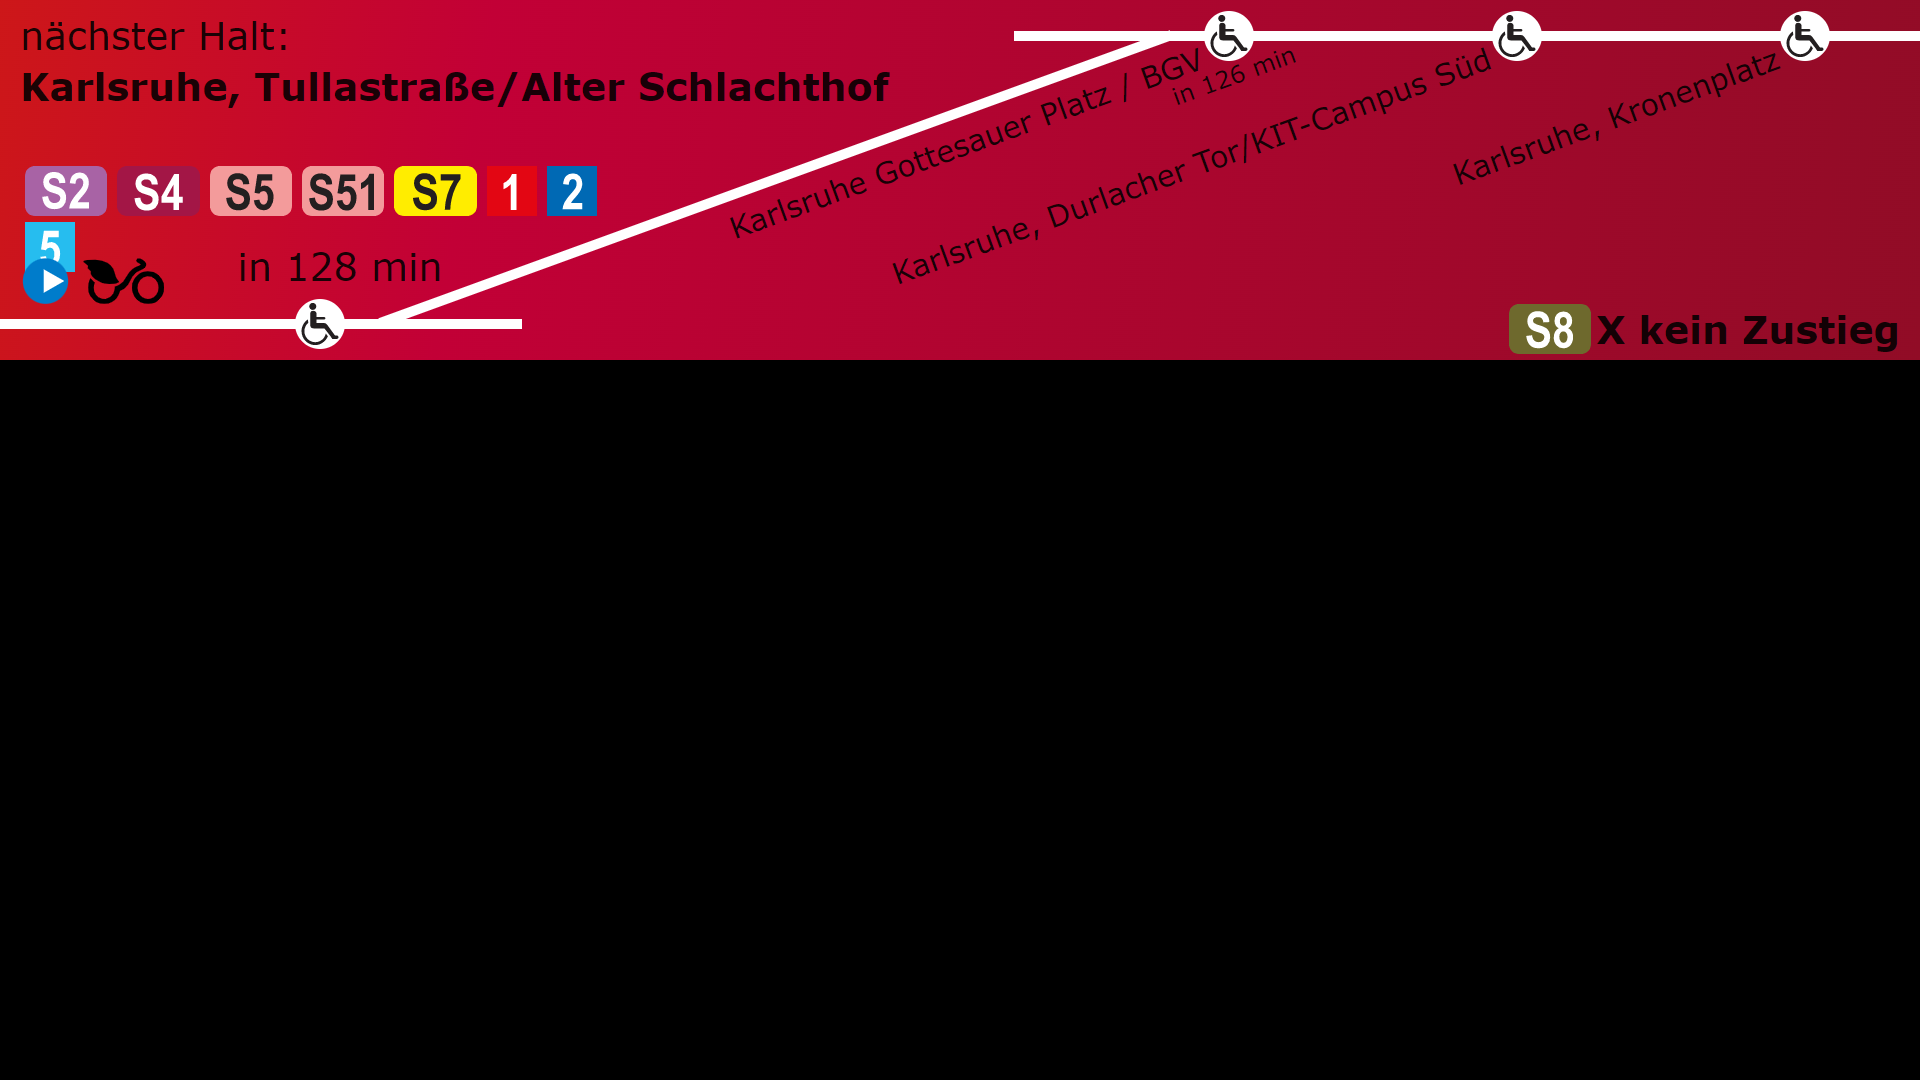 nächster Halt:
Karlsruhe, Tullastraße/Alter Schlachthof
S2 S4 S5 S51 S7 1 2
5
in 128 min
Karlsruhe Gottesauer Platz / BGV
in 126 min
Karlsruhe, Durlacher Tor/KIT-Campus Süd
Karlsruhe, Kronenplatz
S8 X kein Zustieg